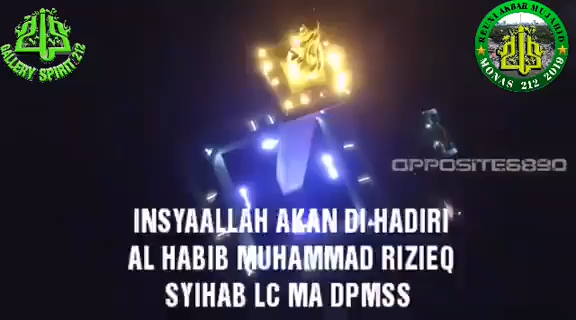 GALLERY SPIRIT 212
REUNI AKBAR MUJAHID
212
MONAS 212 2019
OPPOSITE6890
INSYAALLAH AKAN DI HADIRI
AL HABIB MUHAMMAD RIZIEQ
SYIHAB LC MA DPMSS